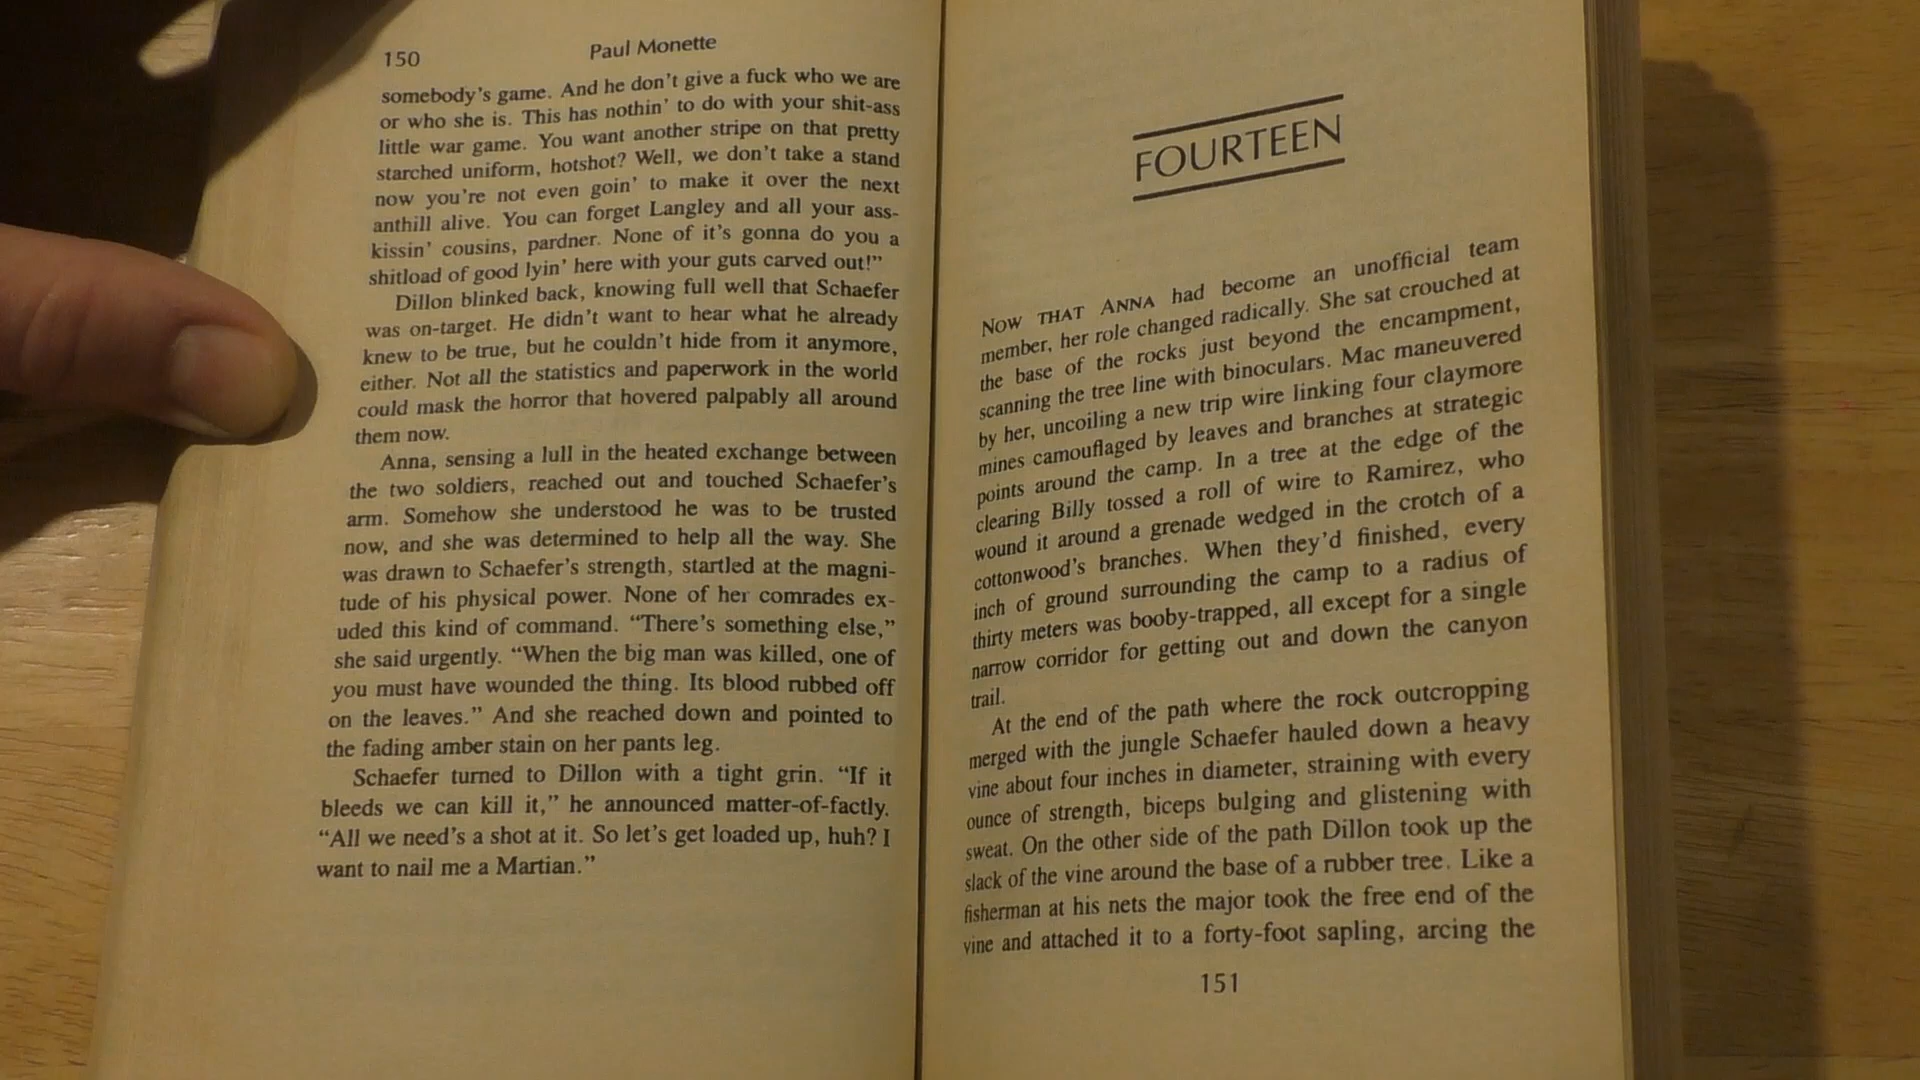 150
Paul Monette
somebody's game. And he don't give a fuck who we are
or who she is. This has nothin' to do with your shit-ass
little war game. You want another stripe on that pretty
starched uniform, hotshot? Well, we don't take a stand
now you're not even goin' to make it over the next
anthill alive. You can forget Langley and all your ass-
kissin' cousins, pardner. None of it's gonna do you a
shitload of good lyin' here with your guts carved out!”
Dillon blinked back, knowing full well that Schaefer
was on-target. He didn't want to hear what he already
knew to be true, but he couldn't hide from it anymore,
either. Not all the statistics and paperwork in the world
could mask the horror that hovered palpably all around
them now.
Anna, sensing a lull in the heated exchange between
the two soldiers, reached out and touched Schaefer's
arm. Somehow she understood he was to be trusted
now, and she was determined to help all the way. She
was drawn to Schaefer's strength, startled at the magni-
tude of his physical power. None of her comrades ex-
uded this kind of command. “There's something else,”
she said urgently. “When the big man was killed, one of
you must have wounded the thing. Its blood rubbed off
on the leaves.” And she reached down and pointed to
the fading amber stain on her pants leg.
Schaefer turned to Dillon with a tight grin. “If it
bleeds we can kill it,” he announced matter-of-factly.
“All we need's a shot at it. So let's get loaded up, huh? I
want to nail me a Martian.”
FOURTEEN
NOW THAT ANNA had become an unofficial team
member, her role changed radically. She sat crouched at
the base of the rocks just beyond the encampment,
scanning the tree line with binoculars. Mac maneuvered
by her, uncoiling a new trip wire linking four claymore
mines camouflaged by leaves and branches at strategic
points around the camp. In a tree at the edge of the
clearing Billy tossed a roll of wire to Ramirez, who
wound it around a grenade wedged in the crotch of a
cottonwood's branches. When they'd finished, every
inch of ground surrounding the camp to a radius of
thirty meters was booby-trapped, all except for a single
narrow corridor for getting out and down the canyon
trail.
At the end of the path where the rock outcropping
merged with the jungle Schaefer hauled down a heavy
vine about four inches in diameter, straining with every
ounce of strength, biceps bulging and glistening with
sweat. On the other side of the path Dillon took up the
slack of the vine around the base of a rubber tree. Like a
fisherman at his nets the major took the free end of the
vine and attached it to a forty-foot sapling, arcing the
151